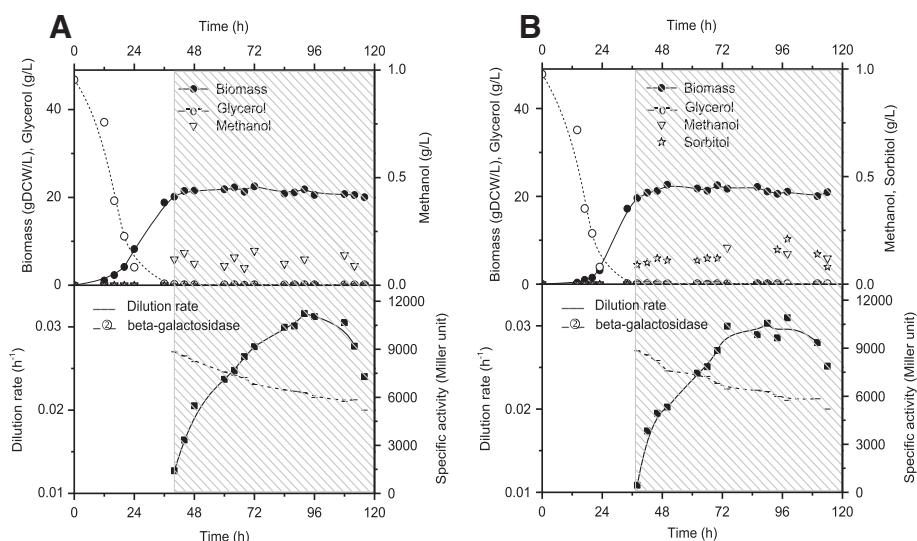 A
Time (h)
0 24 48 72 96 120
Biomass (gDCW/L), Glycerol (g/L)
40
20
0
Biomass
Glycerol
Methanol
1.0
0.5
0.0
Methanol (g/L)
Dilution rate
beta-galactosidase
Dilution rate (h-1)
0.03
0.02
0.01
12000
9000
6000
3000
0
Specific activity (Miller unit)
0 24 48 72 96 120
Time (h)
B
Time (h)
0 24 48 72 96 120
Biomass (gDCW/L), Glycerol (g/L)
40
20
0
Biomass
Glycerol
Methanol
Sorbitol
1.0
0.5
0.0
Methanol, Sorbitol (g/L)
Dilution rate
beta-galactosidase
Dilution rate (h-1)
0.03
0.02
0.01
12000
9000
6000
3000
0
Specific activity (Miller unit)
0 24 48 72 96 120
Time (h)